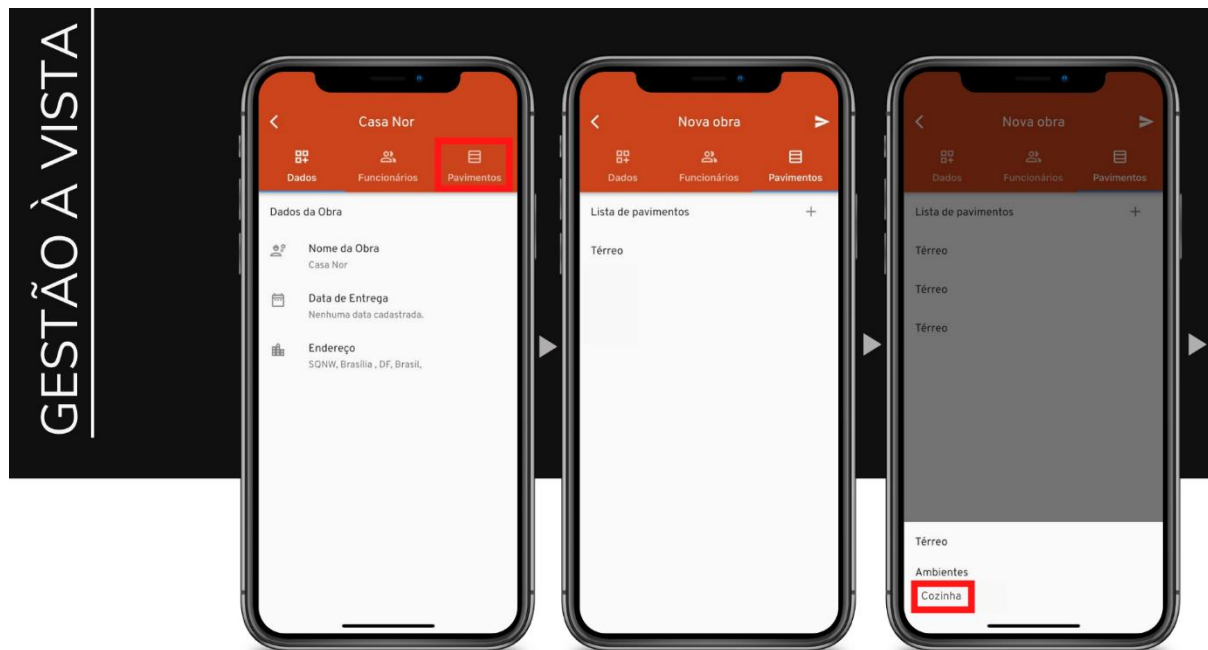 GESTÃO À VISTA
Casa Nor
Dados Funcionários Pavimentos
Dados da Obra
Nome da Obra
Casa Nor
Data de Entrega
Nenhuma data cadastrada.
Endereço
SQNW, Brasília , DF, Brasil,
Nova obra
Dados Funcionários Pavimentos
Lista de pavimentos +
Térreo
Nova obra
Dados Funcionários Pavimentos
Lista de pavimentos +
Térreo
Térreo
Térreo
Térreo
Ambientes
Cozinha